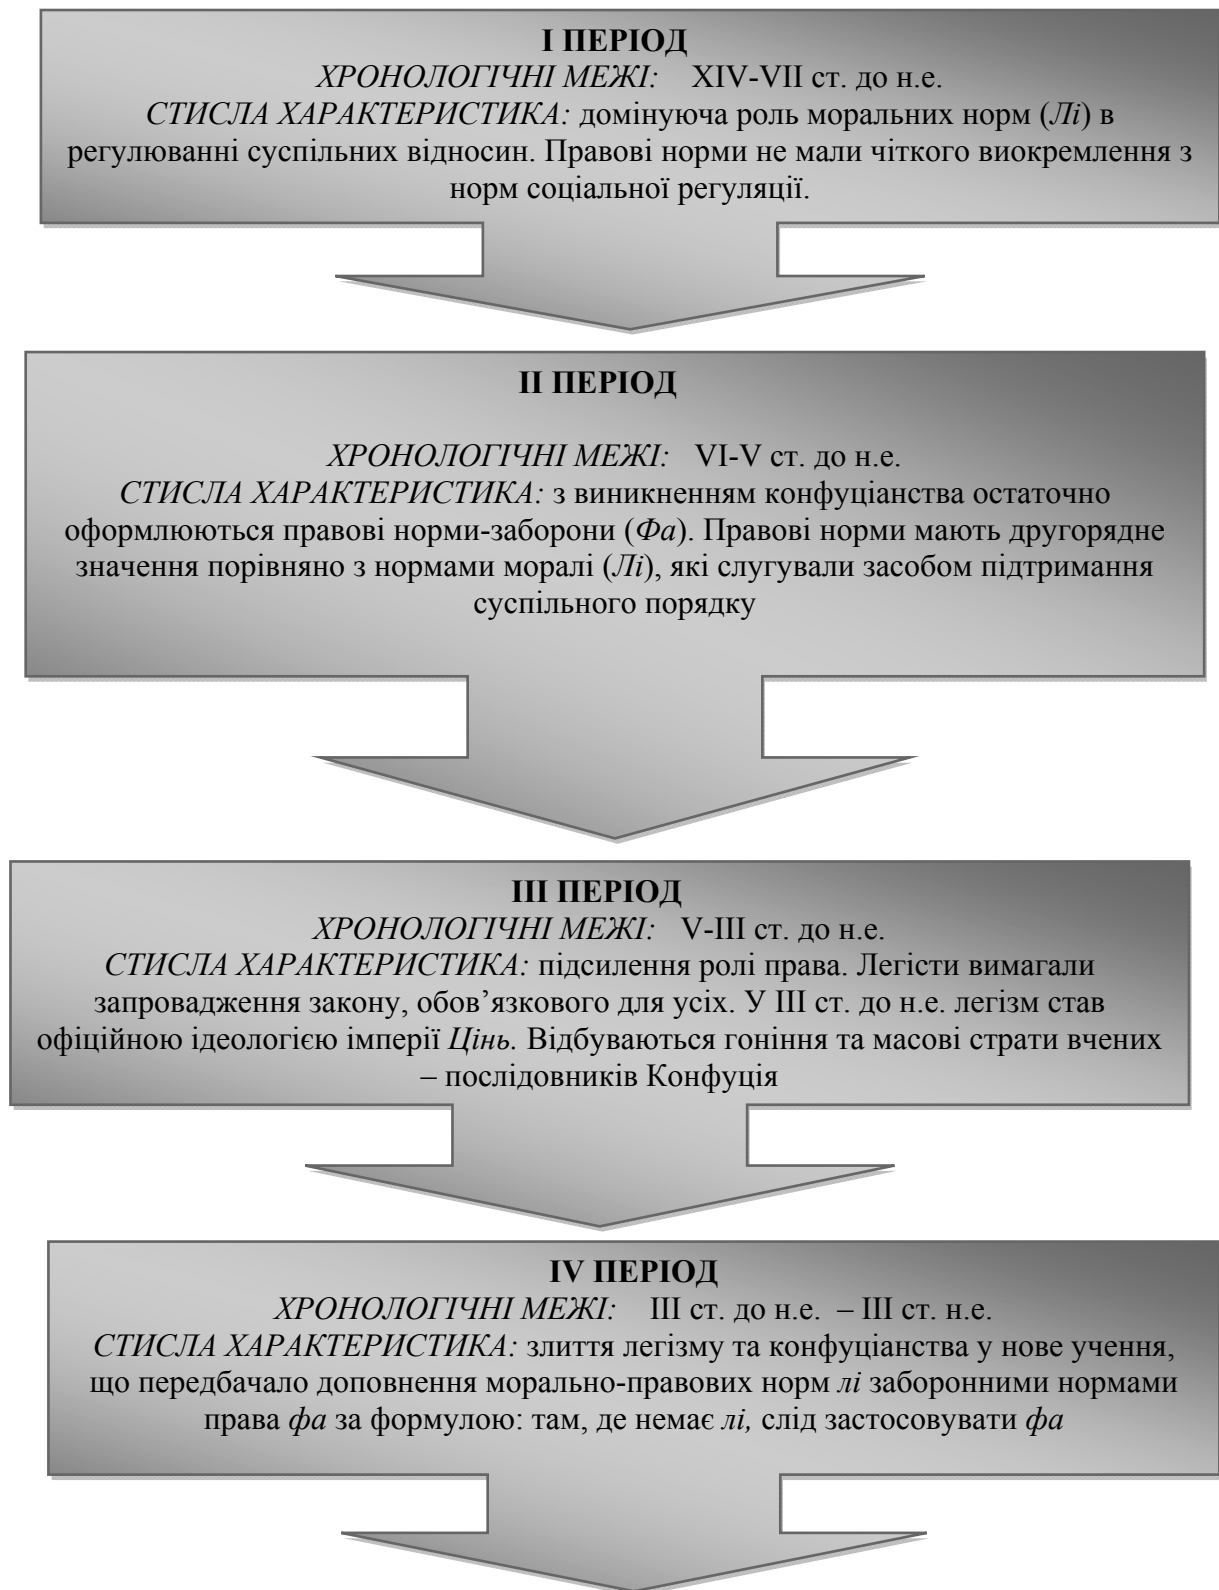 І ПЕРІОД
ХРОНОЛОГІЧНІ МЕЖІ: XIV-VII ст. до н.е.
СТИСЛА ХАРАКТЕРИСТИКА: домінуюча роль моральних норм (Лі) в
регулюванні суспільних відносин. Правові норми не мали чіткого виокремлення з
норм соціальної регуляції.
ІІ ПЕРІОД
ХРОНОЛОГІЧНІ МЕЖІ: VI-V ст. до н.е.
СТИСЛА ХАРАКТЕРИСТИКА: з виникненням конфуціанства остаточно
оформлюються правові норми-заборони (Фа). Правові норми мають другорядне
значення порівняно з нормами моралі (Лі), які слугували засобом підтримання
суспільного порядку
ІІІ ПЕРІОД
ХРОНОЛОГІЧНІ МЕЖІ: V-III ст. до н.е.
СТИСЛА ХАРАКТЕРИСТИКА: підсилення ролі права. Легісти вимагали
запровадження закону, обов’язкового для усіх. У III ст. до н.е. легізм став
офіційною ідеологією імперії Цінь. Відбуваються гоніння та масові страти вчених
– послідовників Конфуція
IV ПЕРІОД
ХРОНОЛОГІЧНІ МЕЖІ: III ст. до н.е. – III ст. н.е.
СТИСЛА ХАРАКТЕРИСТИКА: злиття легізму та конфуціанства у нове учення,
що передбачало доповнення морально-правових норм лі заборонними нормами
права фа за формулою: там, де немає лі, слід застосовувати фа